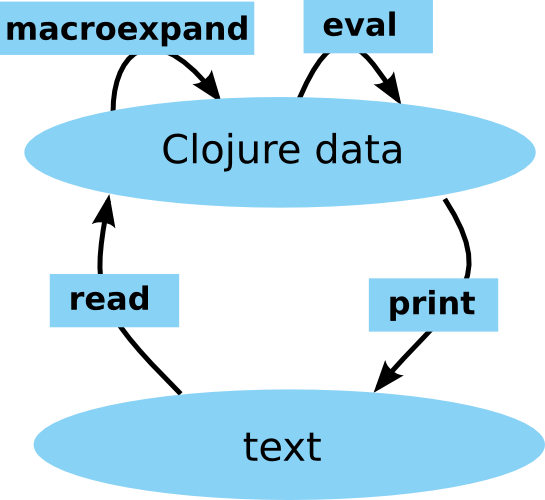 macroexpand
eval
Clojure data
read
print
text